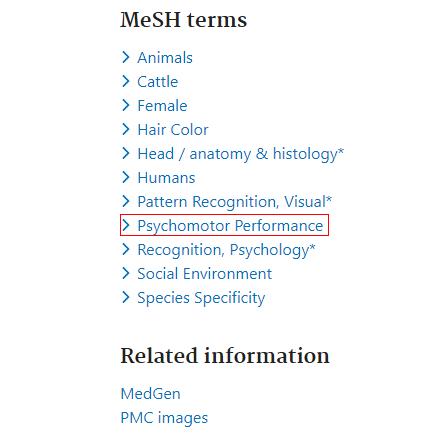 MeSH terms
Animals
Cattle
Female
Hair Color
Head / anatomy & histology*
Humans
Pattern Recognition, Visual*
Psychomotor Performance
Recognition, Psychology*
Social Environment
Species Specificity
Related information
MedGen
PMC images